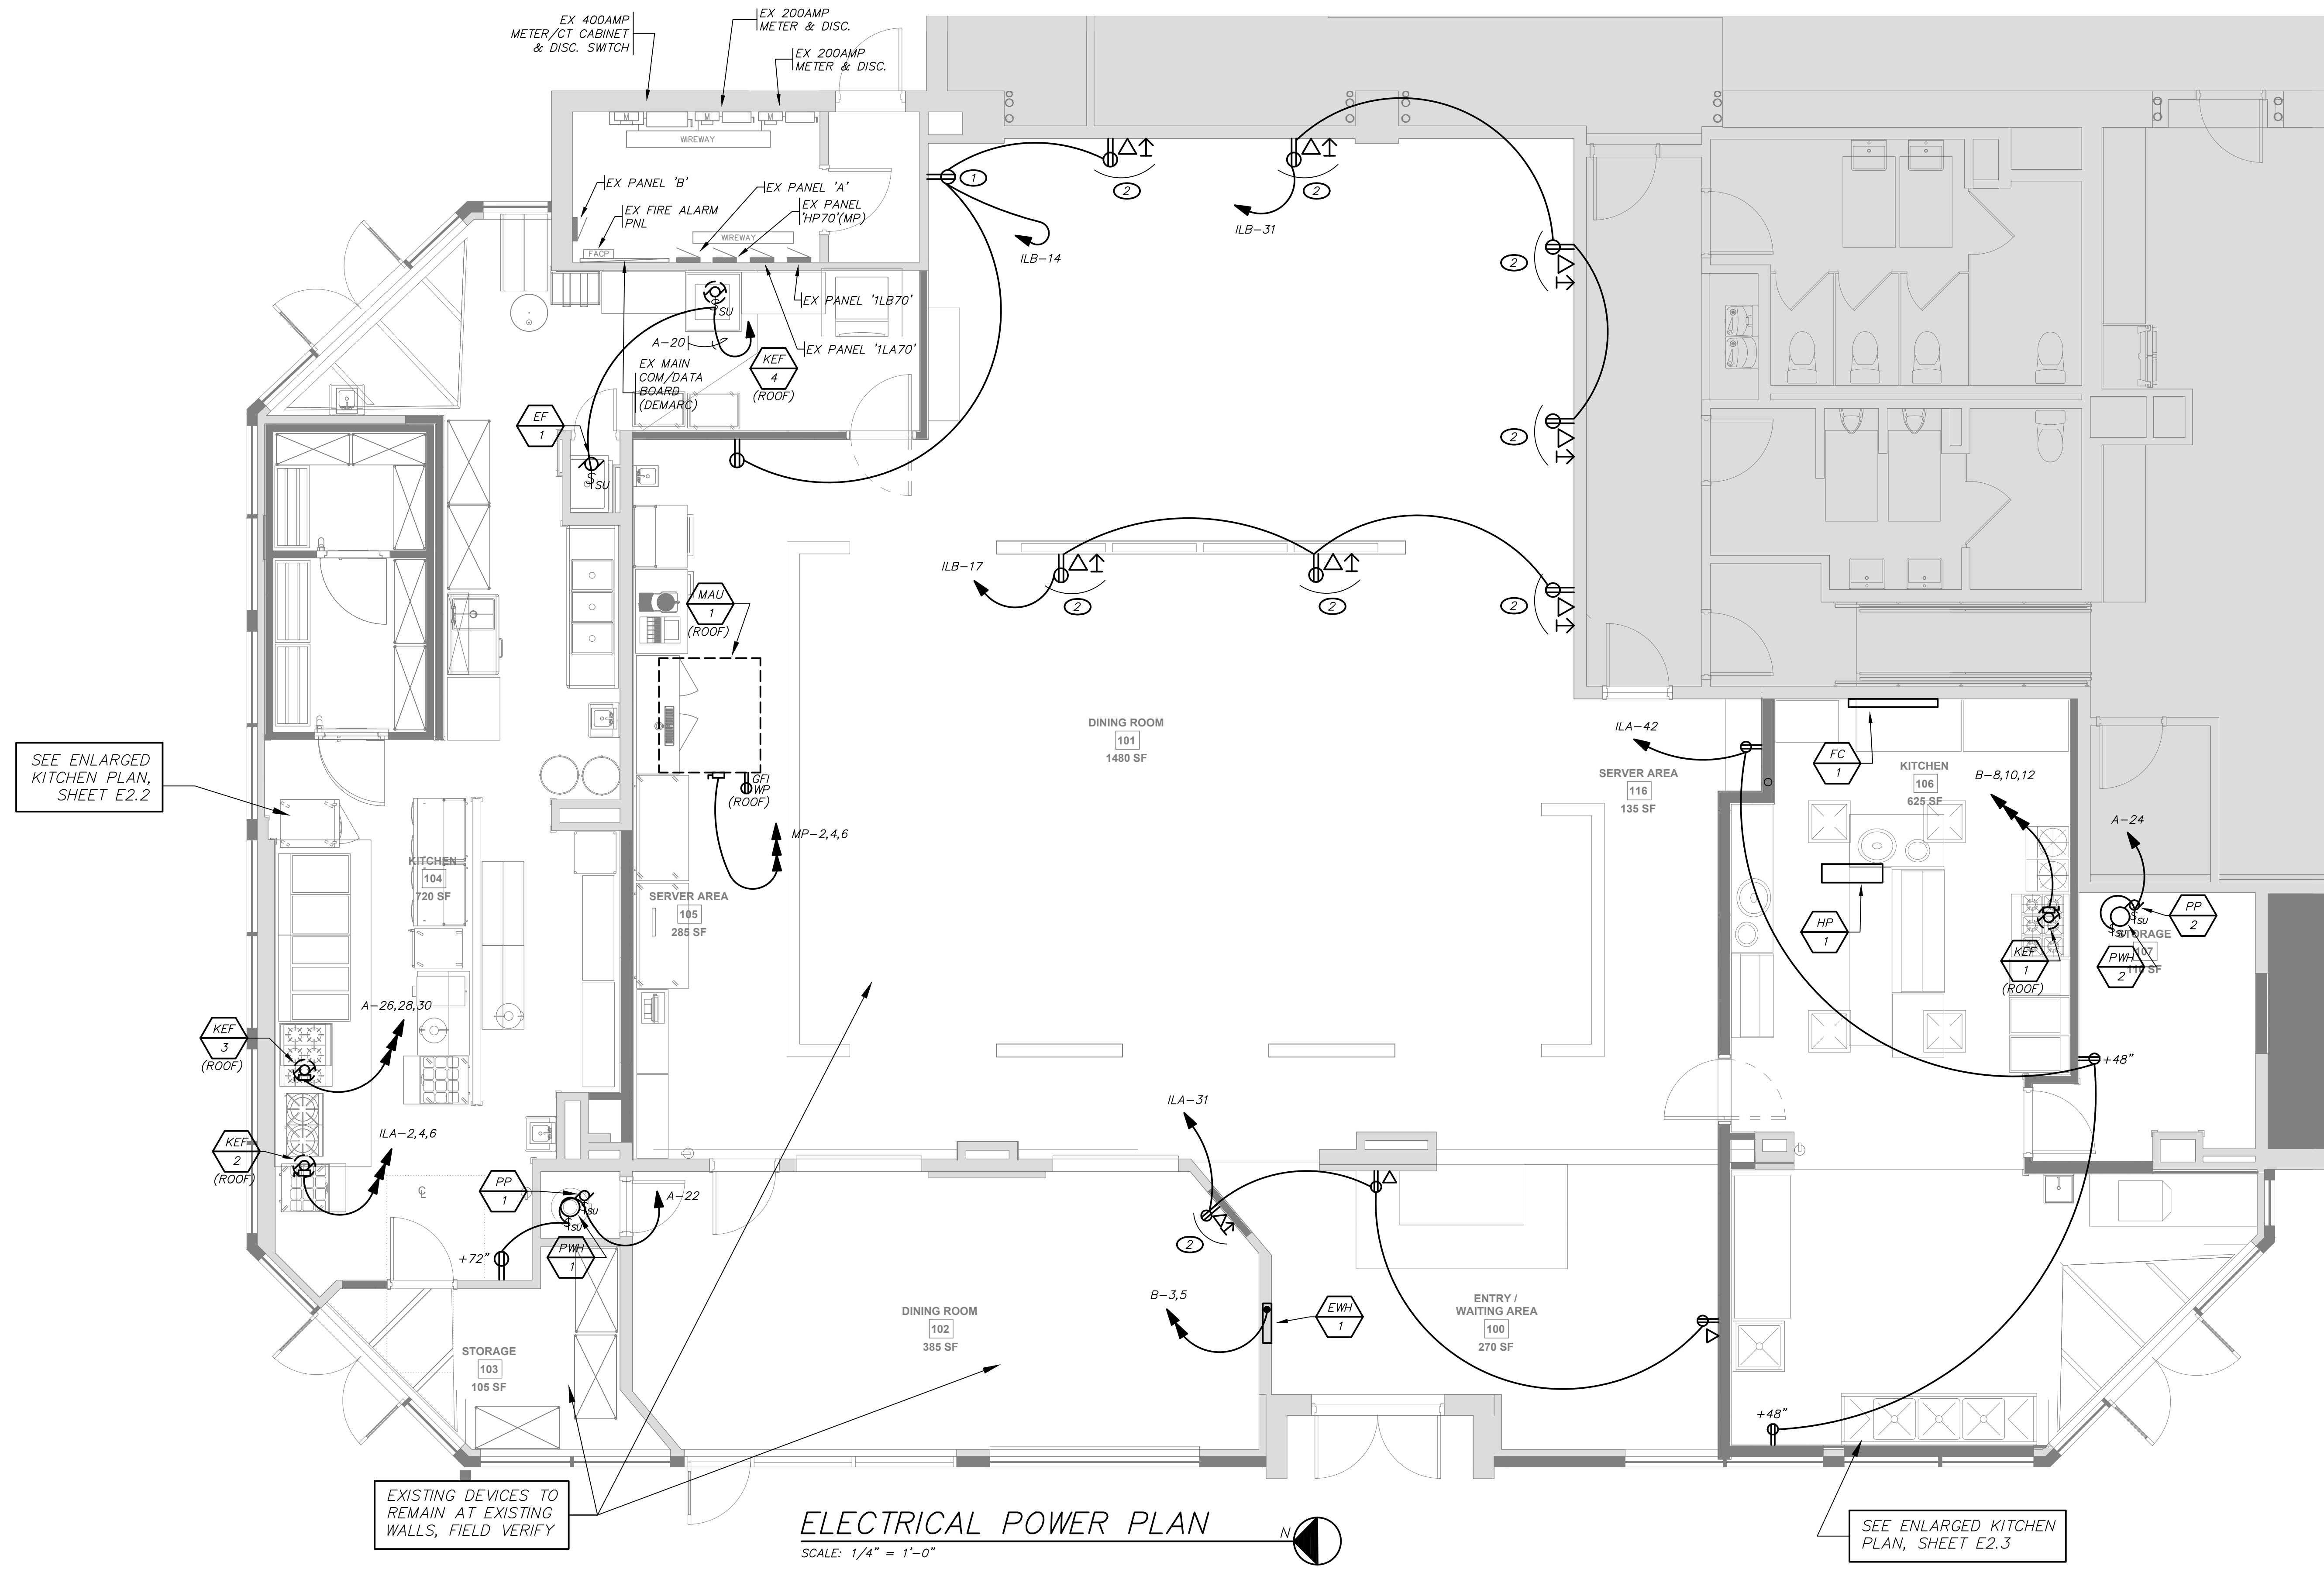 EX 400AMP
METER/CT CABINET
& DISC. SWITCH
EX 200AMP
METER & DISC.
EX 200AMP
METER & DISC.
M
M
M
WIREWAY
EX PANEL 'B'
EX FIRE ALARM
PNL
EX PANEL 'A'
EX PANEL
'HP70'(MP)
WIREWAY
FACP
1
2
2
ILB-31
ILB-14
2
EX PANEL '1LB70'
SU
A-20
EX PANEL '1LA70'
EX MAIN
COM/DATA
BOARD
(DEMARC)
KEF
4
(ROOF)
EF
1
SU
2
ILB-17
2
2
2
MAU
1
(ROOF)
GFI
WP
(ROOF)
MP-2,4,6
DINING ROOM
101
1480 SF
ILA-42
SERVER AREA
116
135 SF
FC
1
KITCHEN
106
625 SF
B-8,10,12
A-24
SEE ENLARGED
KITCHEN PLAN,
SHEET E2.2
KITCHEN
104
720 SF
SERVER AREA
105
285 SF
HP
1
KEF
1
(ROOF)
PP
2
SU
SU
STORAGE
107
110 SF
PWH
2
A-26,28,30
KEF
3
(ROOF)
+48"
ILA-2,4,6
KEF
2
(ROOF)
ILA-31
PP
1
SU
SU
A-22
+72"
PWH
1
2
B-3,5
EWH
1
ENTRY /
WAITING AREA
100
270 SF
DINING ROOM
102
385 SF
STORAGE
103
105 SF
+48"
EXISTING DEVICES TO
REMAIN AT EXISTING
WALLS, FIELD VERIFY
ELECTRICAL POWER PLAN
SCALE: 1/4" = 1'-0"
N
SEE ENLARGED KITCHEN
PLAN, SHEET E2.3